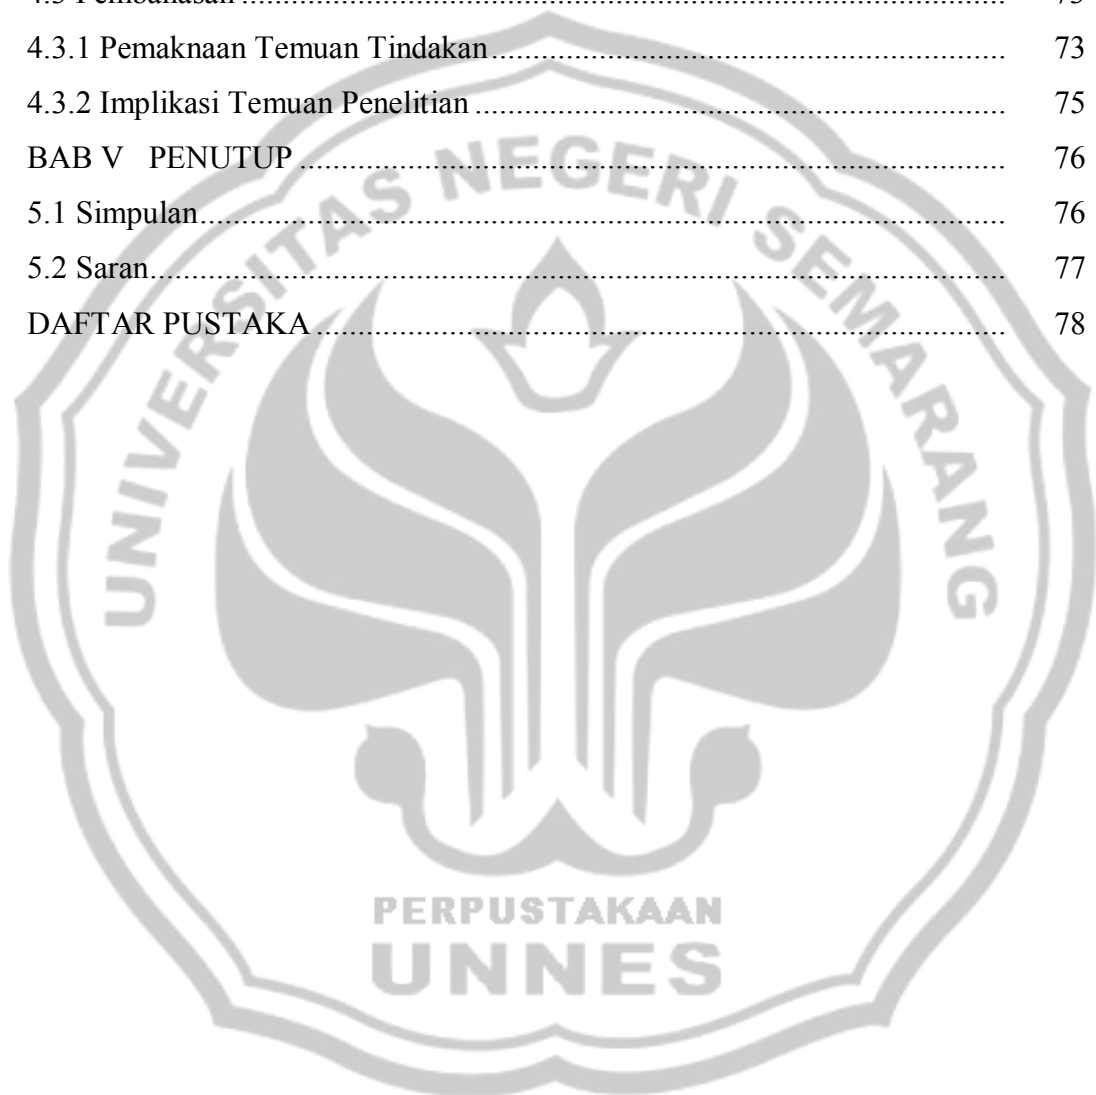 4.3.1 Pemaknaan Temuan Tindakan ........................................................ 73
4.3.2 Implikasi Temuan Penelitian .......................................................... 75
BAB V PENUTUP ................................................................................ 76
5.1 Simpulan ......................................................................................... 76
5.2 Saran ............................................................................................... 77
DAFTAR PUSTAKA ............................................................................. 78
UNIVERSITAS NEGERI SEMARANG
PERPUSTAKAAN
UNNES